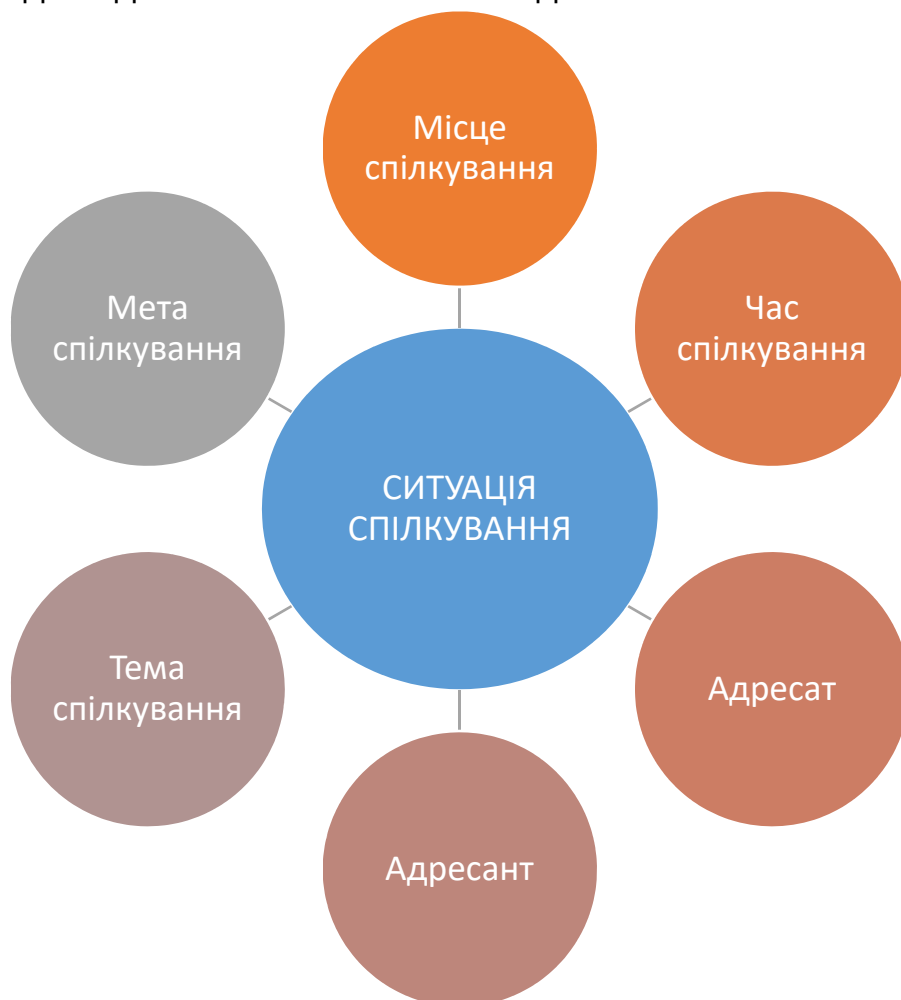 Місце
спілкування
Час
спілкування
Адресат
Адресант
Тема
спілкування
Мета
спілкування
СИТУАЦІЯ
СПІЛКУВАННЯ